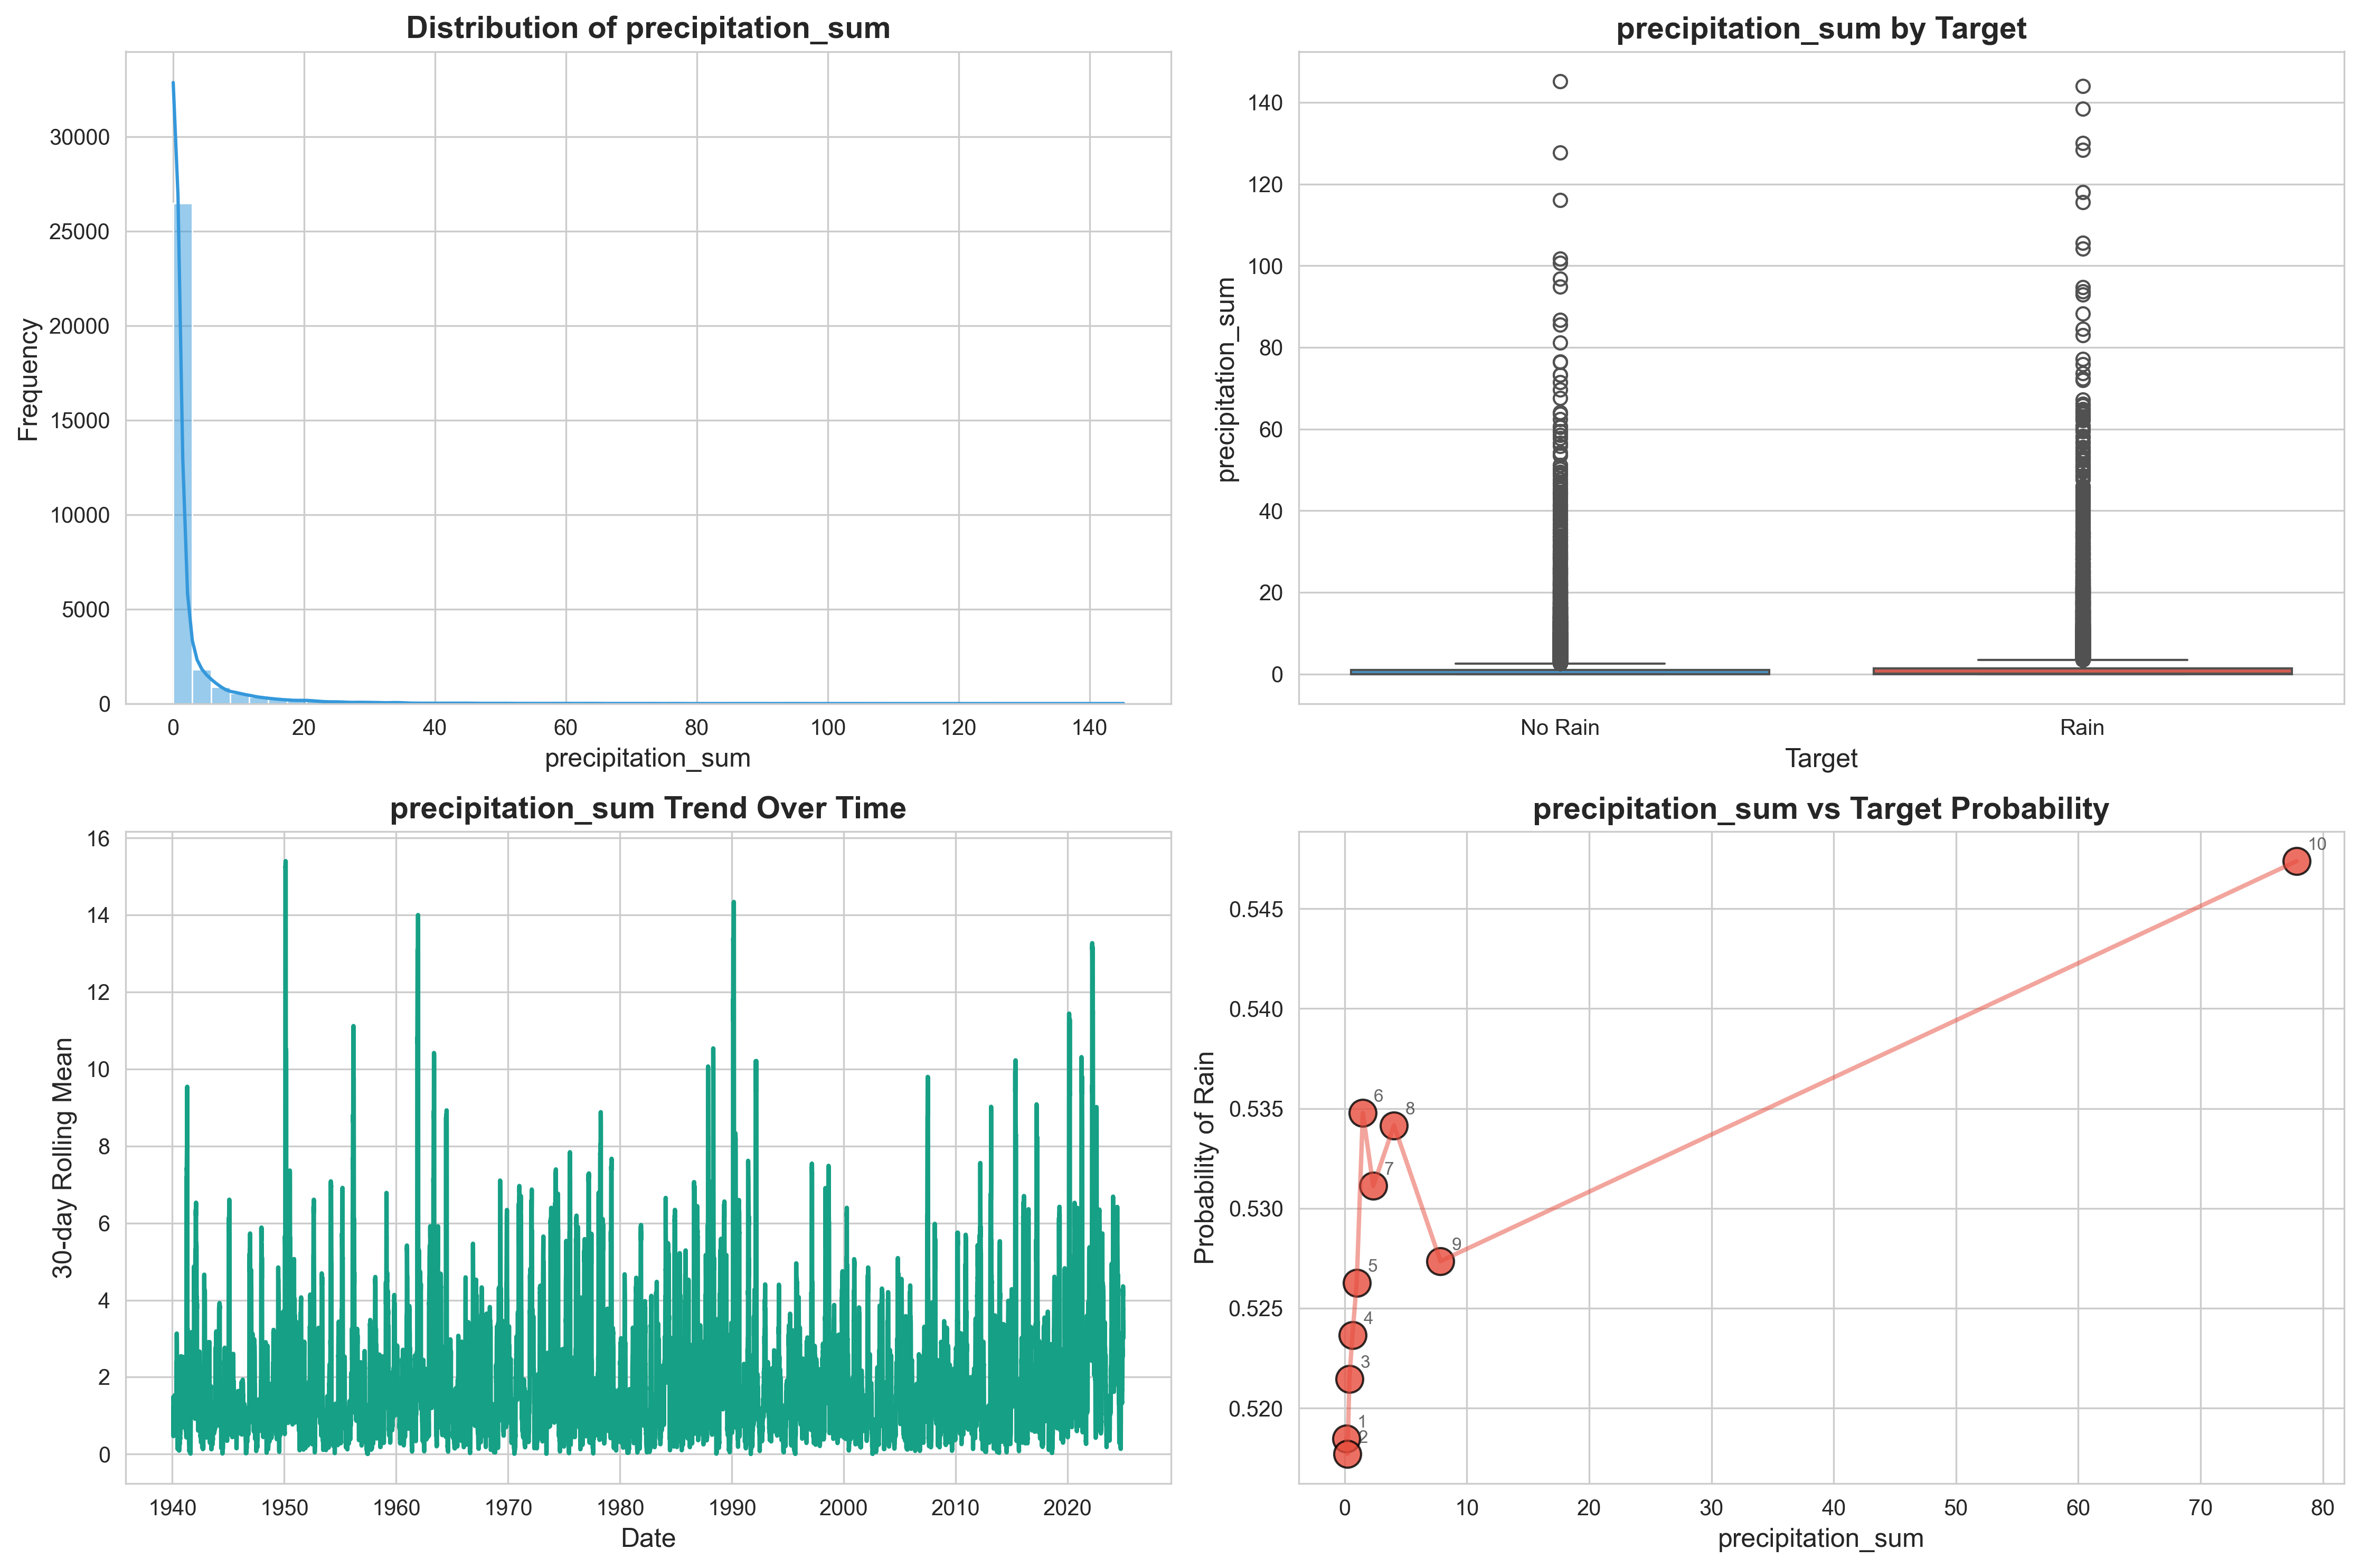 Distribution of precipitation_sum
Frequency
30000
25000
20000
15000
10000
5000
0
0 20 40 60 80 100 120 140
precipitation_sum
precipitation_sum by Target
precipitation_sum
140
120
100
80
60
40
20
0
No Rain Rain
Target
precipitation_sum Trend Over Time
30-day Rolling Mean
16
14
12
10
8
6
4
2
0
1940 1950 1960 1970 1980 1990 2000 2010 2020
Date
precipitation_sum vs Target Probability
Probability of Rain
0.545
0.540
0.535
0.530
0.525
0.520
10
6
8
7
9
5
4
3
1
2
0 10 20 30 40 50 60 70 80
precipitation_sum